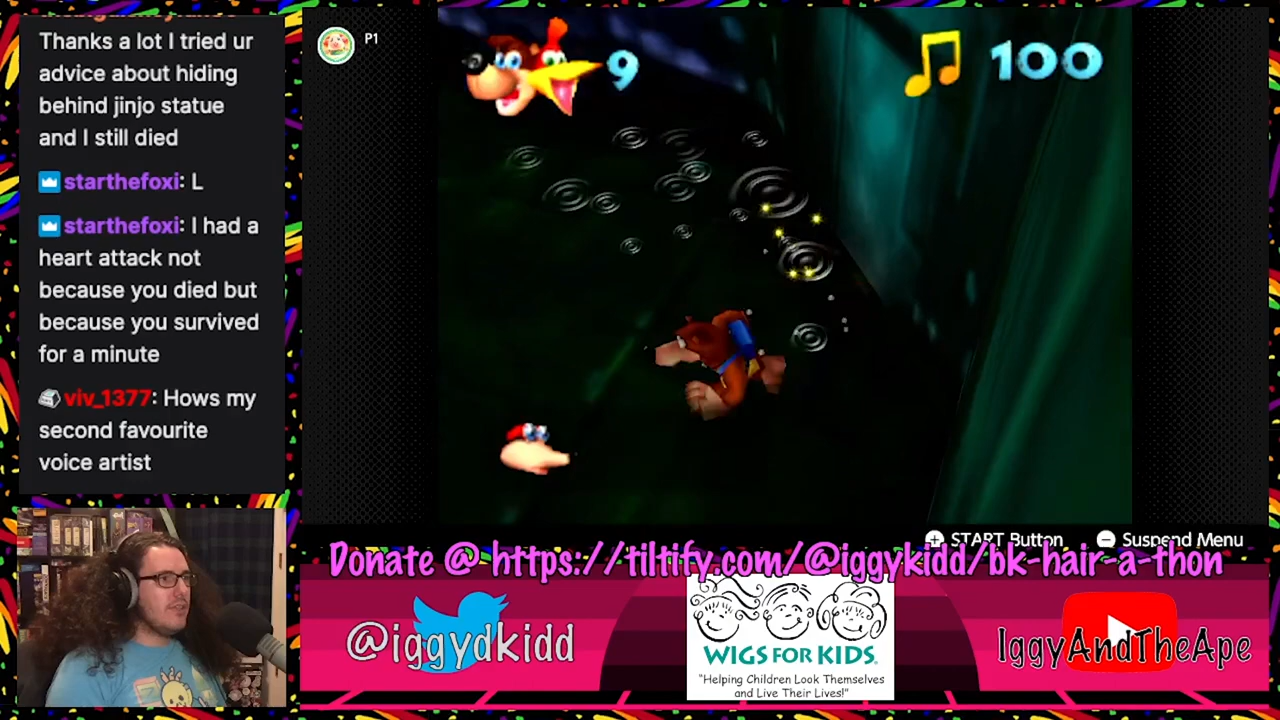 Thanks a lot I tried ur
advice about hiding
behind jinjo statue
and I still died
starthefoxi: L
starthefoxi: I had a
heart attack not
because you died but
because you survived
for a minute
viv_1377: Hows my
second favourite
voice artist
P1
9
100
START Button
Suspend Menu
Donate @ https://tiltify.com/@iggykidd/bk-hair-a-thon
@iggydkidd
WIGS FOR KIDS.
"Helping Children Look Themselves
and Live Their Lives!"
IggyAndTheApe